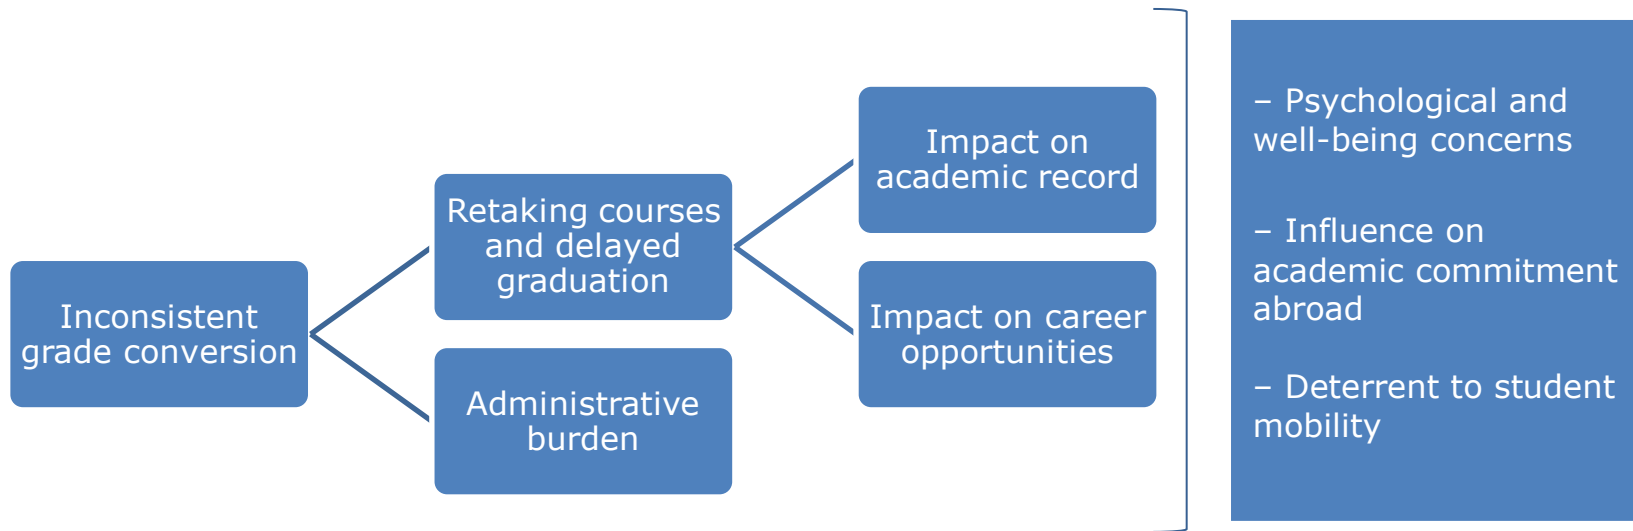 Inconsistent
grade conversion
Retaking courses
and delayed
graduation
Administrative
burden
Impact on
academic record
Impact on career
opportunities
– Psychological and
well-being concerns
– Influence on
academic commitment
abroad
– Deterrent to student
mobility